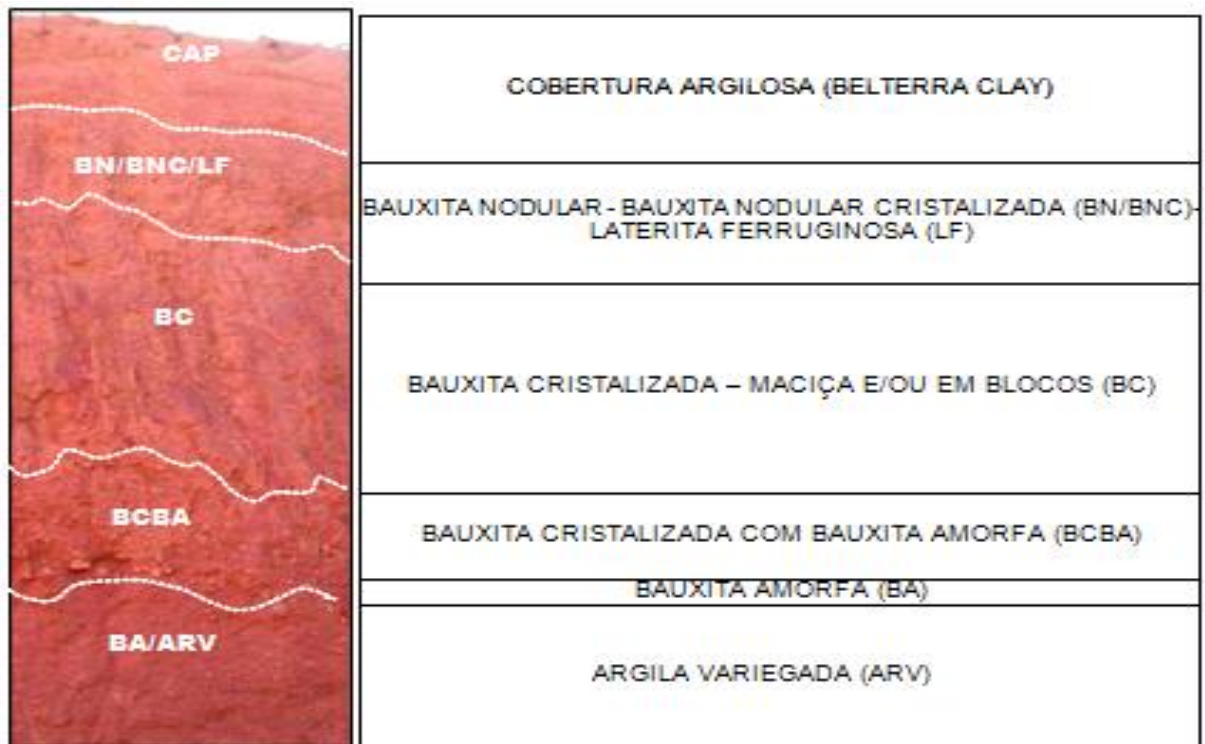 CAP
COBERTURA ARGILOSA (BELTERRA CLAY)
BN/BNC/LF
BAUXITA NODULAR - BAUXITA NODULAR CRISTALIZADA (BN/BNC)-
LATERITA FERRUGINOSA (LF)
BC
BAUXITA CRISTALIZADA – MACIÇA E/OU EM BLOCOS (BC)
BCBA
BAUXITA CRISTALIZADA COM BAUXITA AMORFA (BCBA)
BAUXITA AMORFA (BA)
BA/ARV
ARGILA VARIEGADA (ARV)